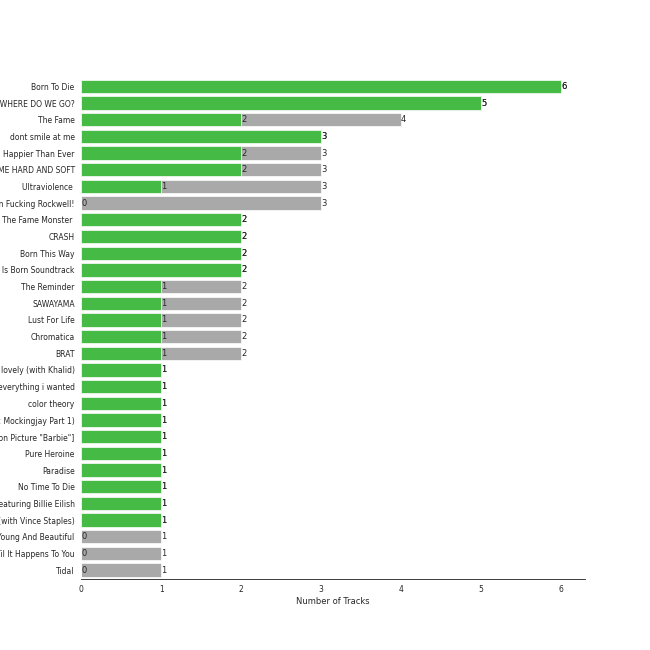 Born To Die 6
WHERE DO WE GO? 5
The Fame 2 4
dont smile at me 3
Happier Than Ever 2 3
ME HARD AND SOFT 2 3
Ultraviolence 1 3
Fucking Rockwell! 0 3
The Fame Monster 2
CRASH 2
Born This Way 2
Is Born Soundtrack 2
The Reminder 1 2
SAWAYAMA 1 2
Lust For Life 1 2
Chromatica 1 2
BRAT 1 2
lovely (with Khalid) 1
everything i wanted 1
color theory 1
Mockingjay Part 1) 1
Picture "Barbie"] 1
Pure Heroine 1
Paradise 1
No Time To Die 1
featuring Billie Eilish 1
(with Vince Staples) 1
Young And Beautiful 0 1
It Happens To You 0 1
Tidal 0 1
0 1 2 3 4 5 6
Number of Tracks